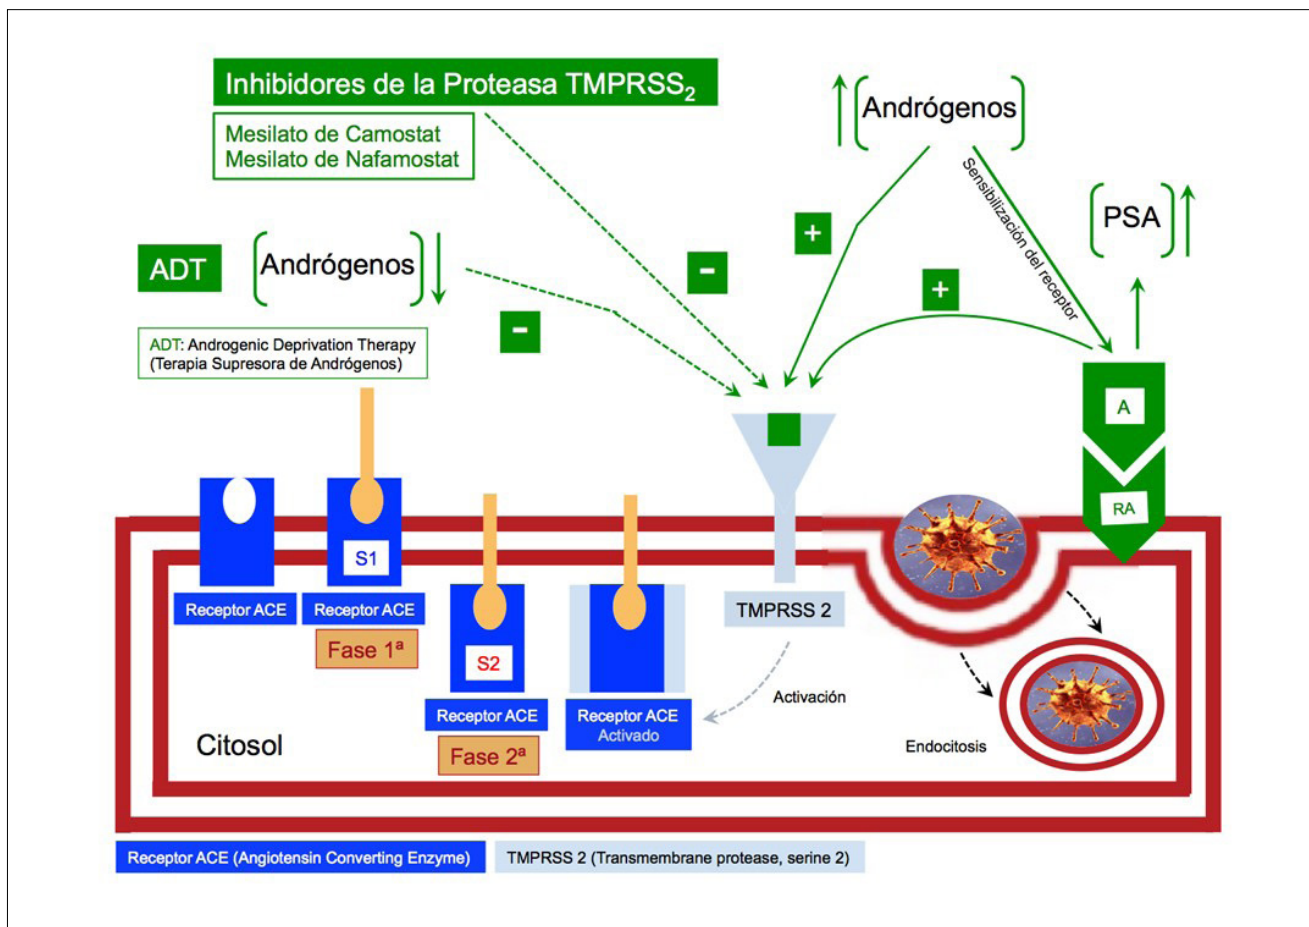 Inhibidores de la Proteasa TMPRSS₂
Mesilato de Camostat
Mesilato de Nafamostat
Andrógenos
Sensibilización del receptor
PSA
+
-
+
ADT
Andrógenos
-
ADT: Androgenic Deprivation Therapy
(Terapia Supresora de Andrógenos)
A
RA
S1
Receptor ACE
Receptor ACE
Fase 1ª
S2
Receptor ACE
Fase 2ª
Receptor ACE
Activado
TMPRSS 2
Activación
Endocitosis
Citosol
Receptor ACE (Angiotensin Converting Enzyme)
TMPRSS 2 (Transmembrane protease, serine 2)